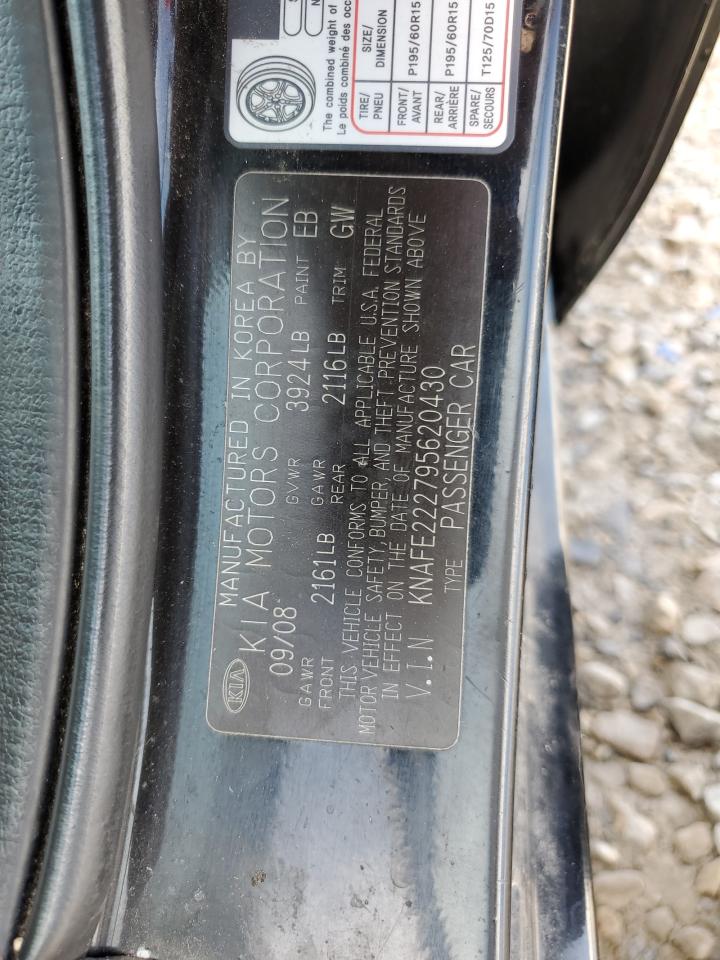 The combined weight of
Le poids combiné des occ
TIRE/ PNEU SIZE/ DIMENSION
FRONT/ AVANT P195/60R15
REAR/ ARRIÈRE P195/60R15
SPARE/ SECOURS T125/70D15
MANUFACTURED IN KOREA BY
KIA MOTORS CORPORATION
KIA
09/08 GVWR 3924LB PAINT EB
GAWR FRONT 2161LB GAWR REAR 2116LB TRIM GW
THIS VEHICLE CONFORMS TO ALL APPLICABLE U.S.A. FEDERAL
MOTOR VEHICLE SAFETY, BUMPER, AND THEFT PREVENTION STANDARDS
IN EFFECT ON THE DATE OF MANUFACTURE SHOWN ABOVE
V.I.N KNAFE222795620430
TYPE PASSENGER CAR